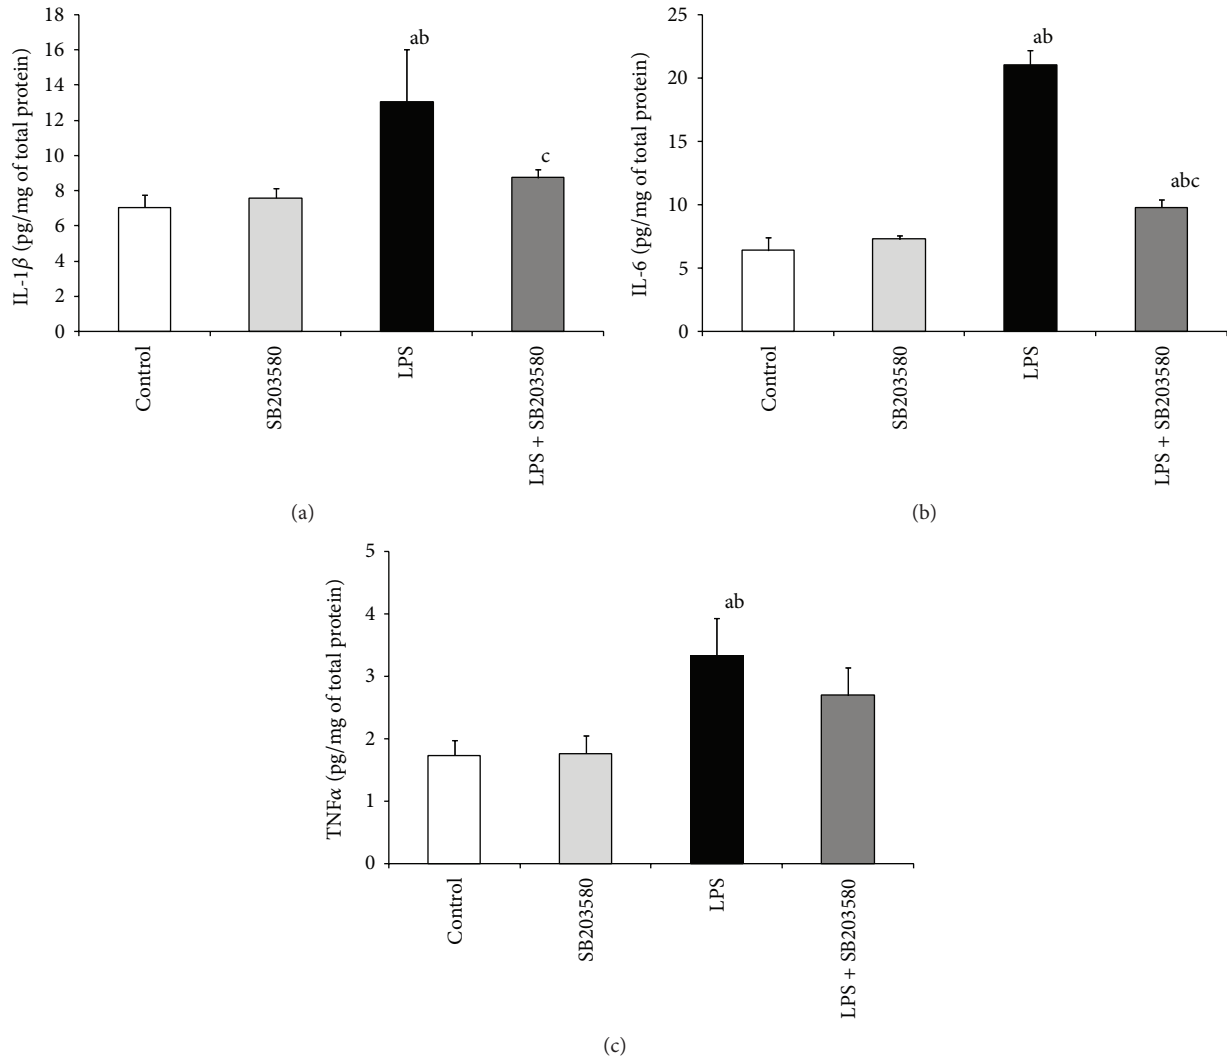 18
16
14
12
10
8
6
4
2
0
IL-1β (pg/mg of total protein)
ab
c
Control
SB203580
LPS
LPS + SB203580
(a)
25
20
15
10
5
0
IL-6 (pg/mg of total protein)
ab
abc
Control
SB203580
LPS
LPS + SB203580
(b)
5
4
3
2
1
0
TNFα (pg/mg of total protein)
ab
Control
SB203580
LPS
LPS + SB203580
(c)